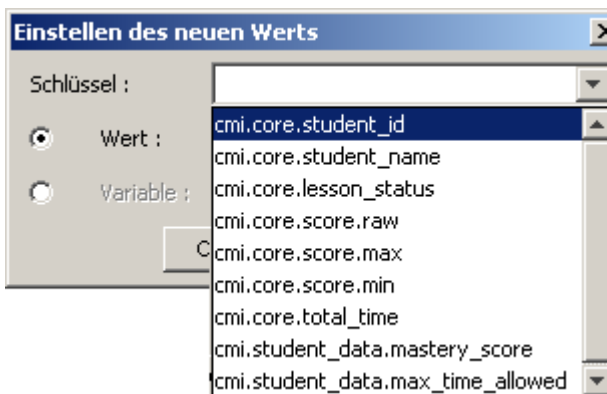 Einstellen des neuen Werts
Schlüssel :
cmi.core.student_id
Wert :
cmi.core.student_name
cmi.core.lesson_status
Variable :
cmi.core.score.raw
cmi.core.score.max
cmi.core.score.min
cmi.core.total_time
cmi.student_data.mastery_score
cmi.student_data.max_time_allowed